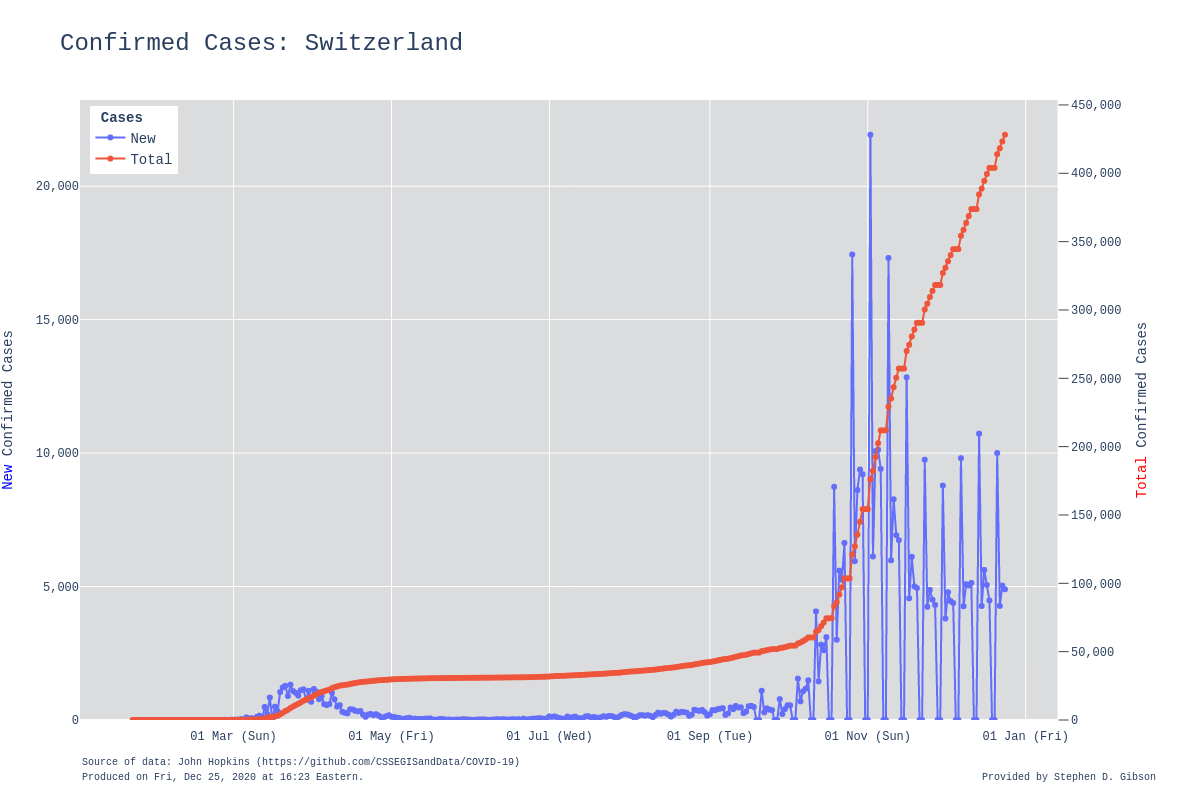 Confirmed Cases: Switzerland
Cases
New
Total
450,000
400,000
350,000
300,000
250,000
200,000
150,000
100,000
50,000
0
20,000
15,000
10,000
5,000
0
New Confirmed Cases
Total Confirmed Cases
01 Mar (Sun)
01 May (Fri)
01 Jul (Wed)
01 Sep (Tue)
01 Nov (Sun)
01 Jan (Fri)
Source of data: John Hopkins (https://github.com/CSSEGISandData/COVID-19)
Produced on Fri, Dec 25, 2020 at 16:23 Eastern.
Provided by Stephen D. Gibson